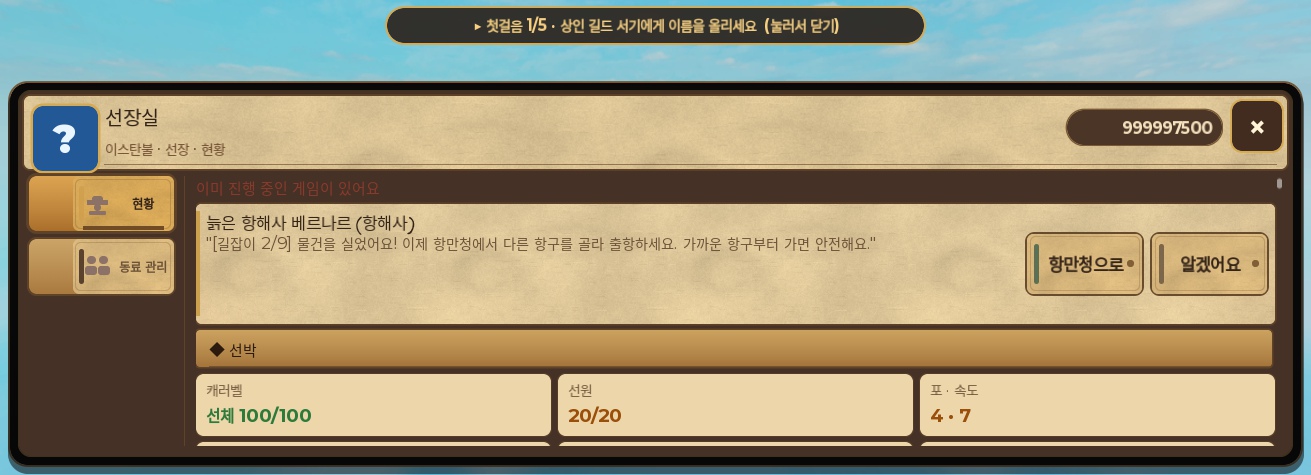 ▸ 첫걸음 1/5 · 상인 길드 서기에게 이름을 올리세요 (눌러서 닫기)
?
선장실
이스탄불 · 선장 · 현황
999997500
×
현황
동료 관리
이미 진행 중인 게임이 있어요
늙은 항해사 베르나르 (항해사)
"[길잡이 2/9] 물건을 실었어요! 이제 항만청에서 다른 항구를 골라 출항하세요. 가까운 항구부터 가면 안전해요."
항만청으로
알겠어요
◆ 선박
캐러벨
선체 100/100
선원
20/20
포 · 속도
4 · 7